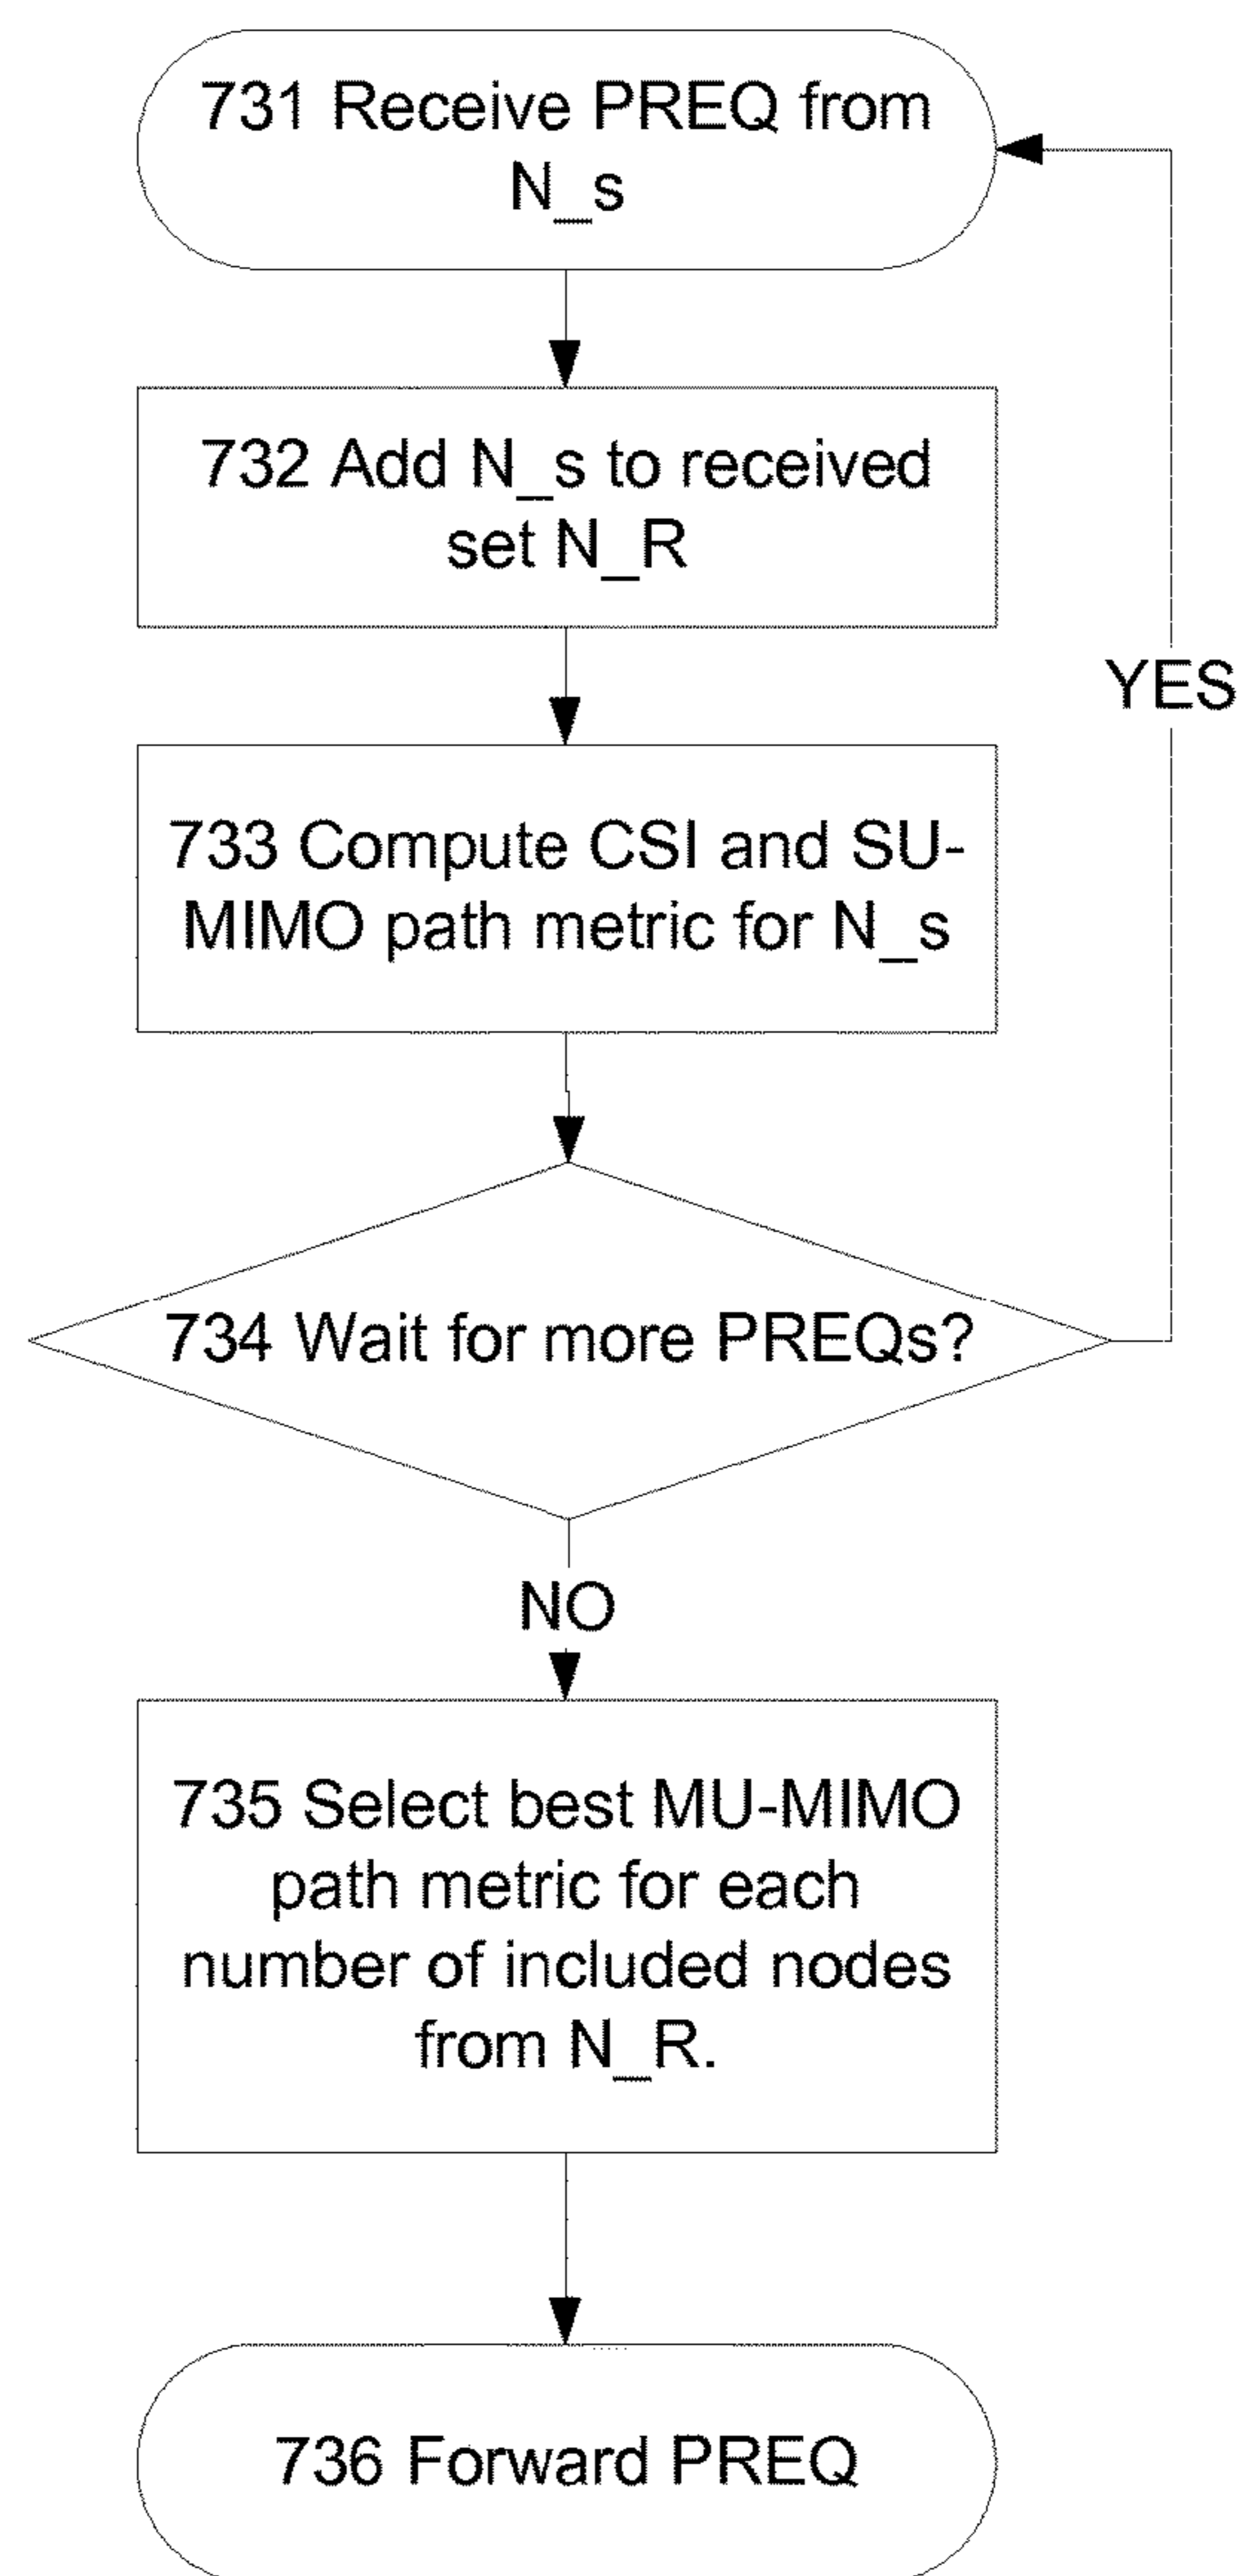 731 Receive PREQ from
N_s
732 Add N_s to received
set N_R
733 Compute CSI and SU-
MIMO path metric for N_s
YES
734 Wait for more PREQs?
NO
735 Select best MU-MIMO
path metric for each
number of included nodes
from N_R.
736 Forward PREQ